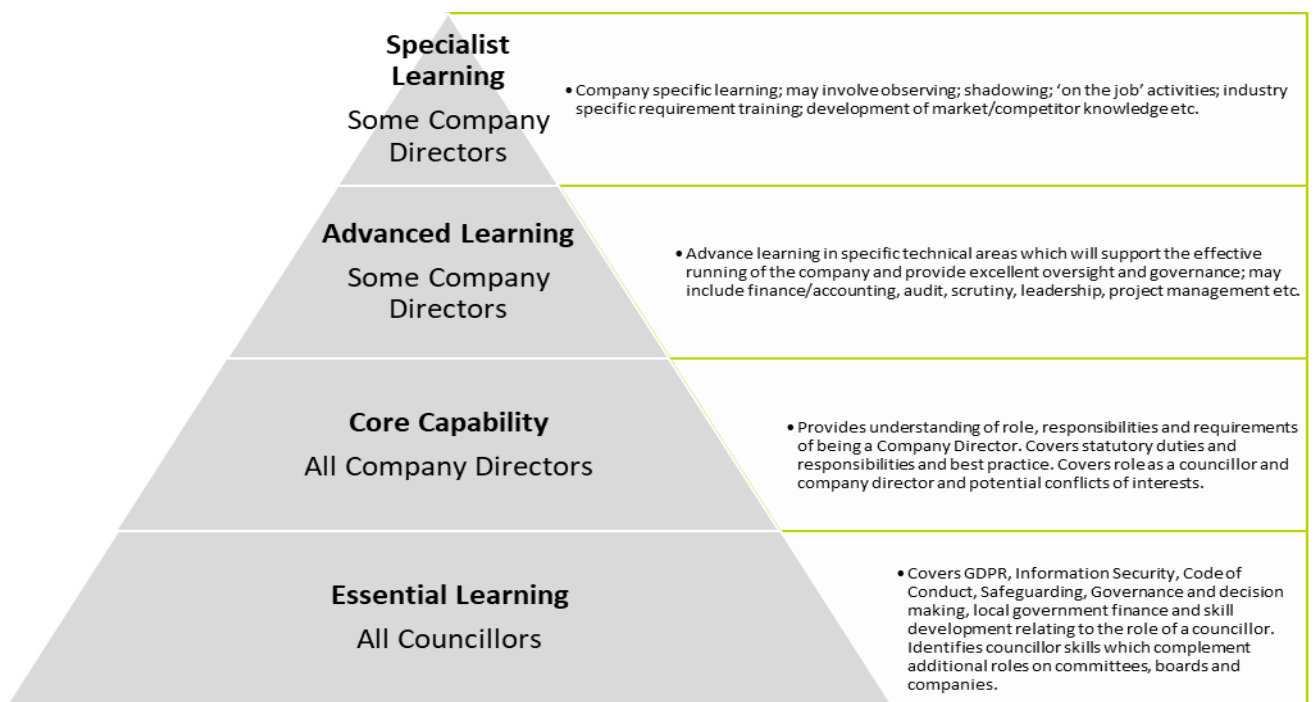 Specialist
Learning
Some Company
Directors
• Company specific learning; may involve observing; shadowing; ‘on the job’ activities; industry
specific requirement training; development of market/competitor knowledge etc.
Advanced Learning
Some Company
Directors
• Advance learning in specific technical areas which will support the effective
running of the company and provide excellent oversight and governance; may
include finance/accounting, audit, scrutiny, leadership, project management etc.
Core Capability
All Company Directors
• Provides understanding of role, responsibilities and requirements
of being a Company Director. Covers statutory duties and
responsibilities and best practice. Covers role as a councillor and
company director and potential conflicts of interests.
Essential Learning
All Councillors
• Covers GDPR, Information Security, Code of
Conduct, Safeguarding, Governance and decision
making, local government finance and skill
development relating to the role of a councillor.
Identifies councillor skills which complement
additional roles on committees, boards and
companies.